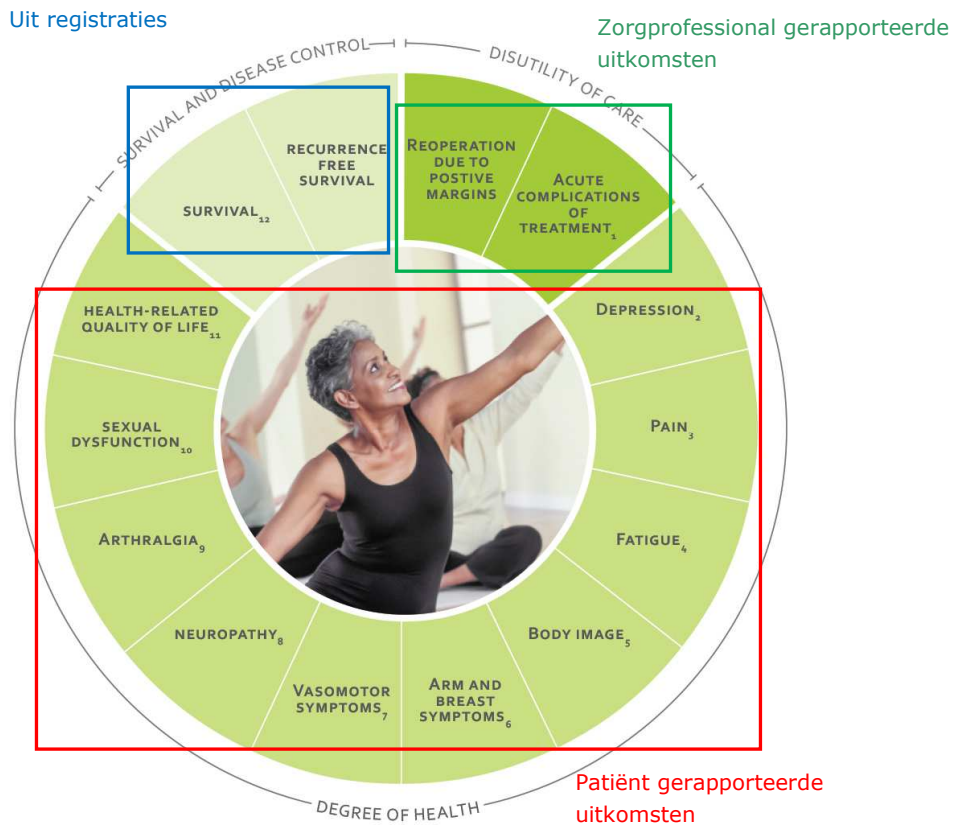 Uit registraties
Zorgprofessional gerapporteerde
uitkomsten
SURVIVAL AND DISEASE CONTROL
DISUTILITY OF CARE
RECURRENCE
FREE
SURVIVAL
SURVIVAL12
REOPERATION
DUE TO
POSTIVE
MARGINS
ACUTE
COMPLICATIONS
OF
TREATMENT1
DEPRESSION2
PAIN3
FATIGUE4
BODY IMAGE5
ARM AND
BREAST
SYMPTOMS6
VASOMOTOR
SYMPTOMS7
NEUROPATHY8
ARTHRALGIA9
SEXUAL
DYSFUNCTION10
HEALTH-RELATED
QUALITY OF LIFE11
DEGREE OF HEALTH
Patiënt gerapporteerde
uitkomsten